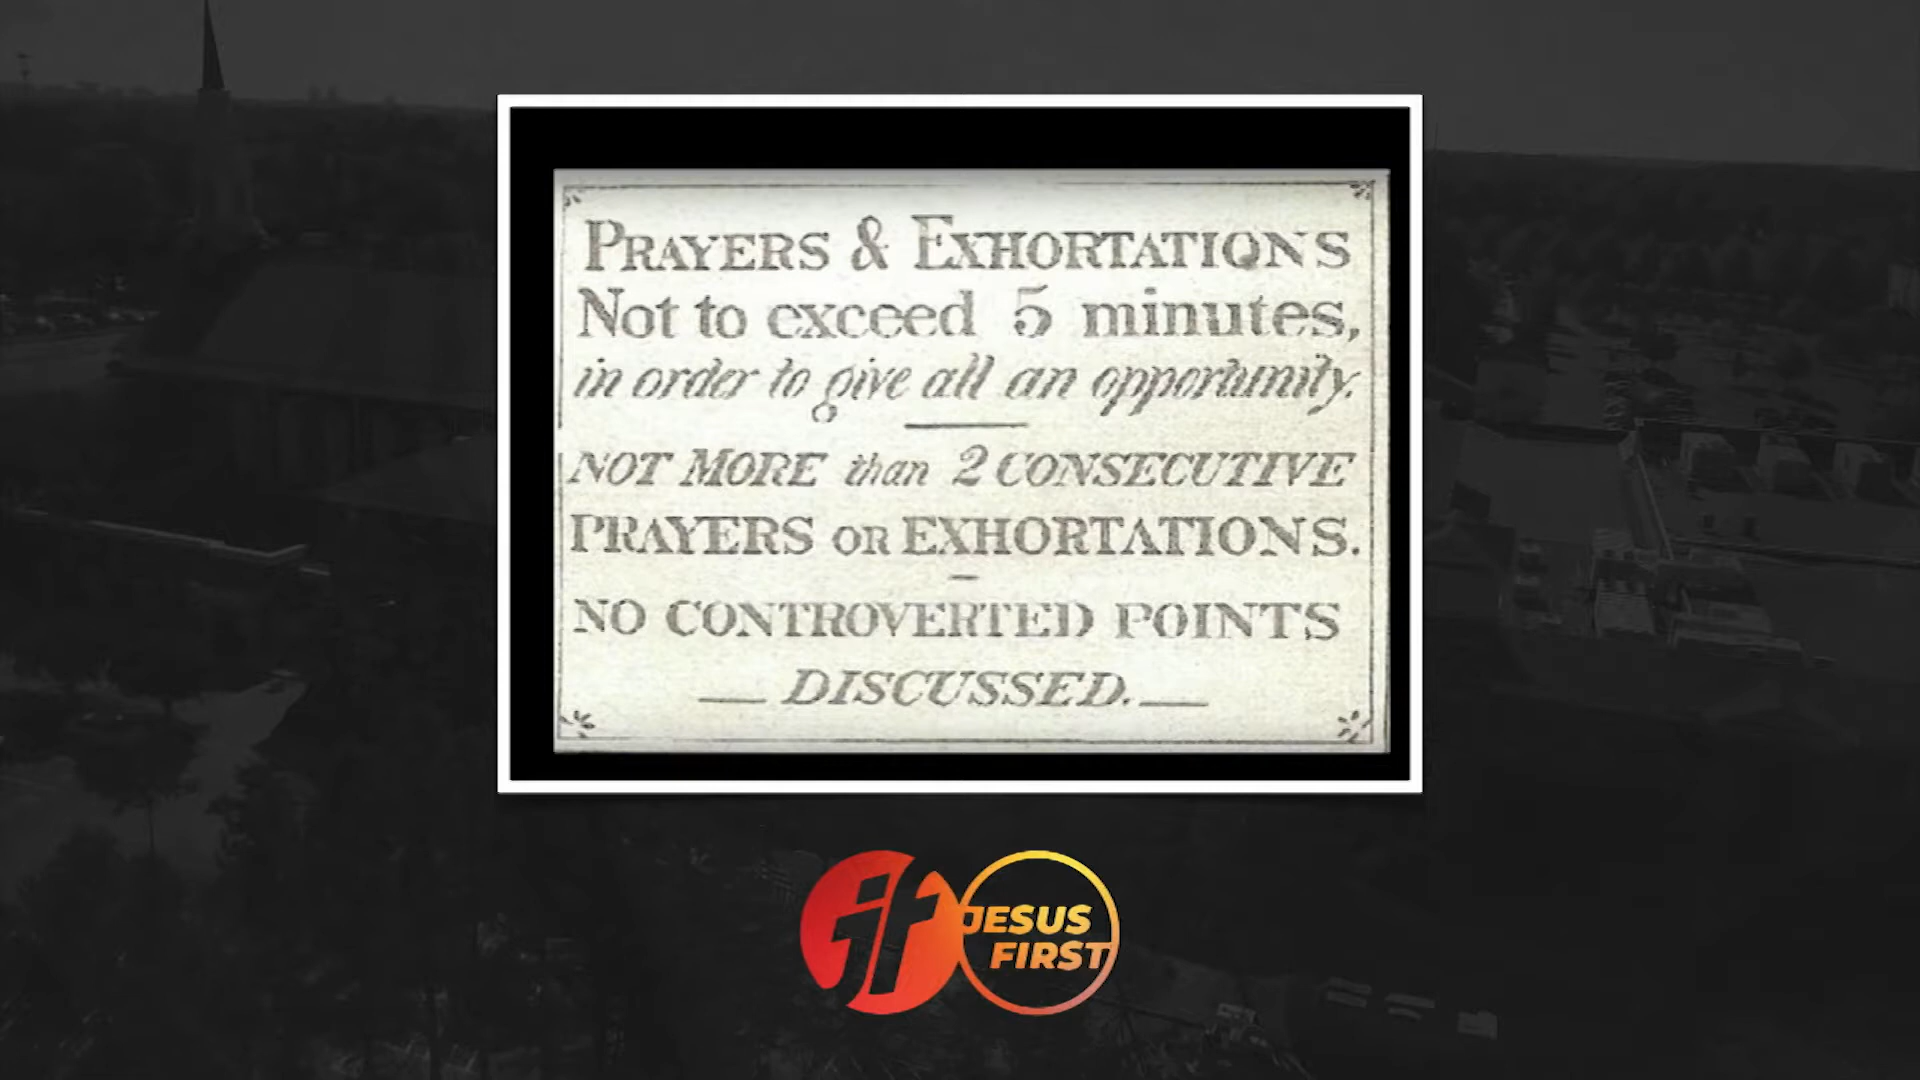 PRAYERS & EXHORTATIONS
Not to exceed 5 minutes,
in order to give all an opportunity.
NOT MORE than 2 CONSECUTIVE
PRAYERS OR EXHORTATIONS.
NO CONTROVERTED POINTS
DISCUSSED.
jf JESUS
FIRST